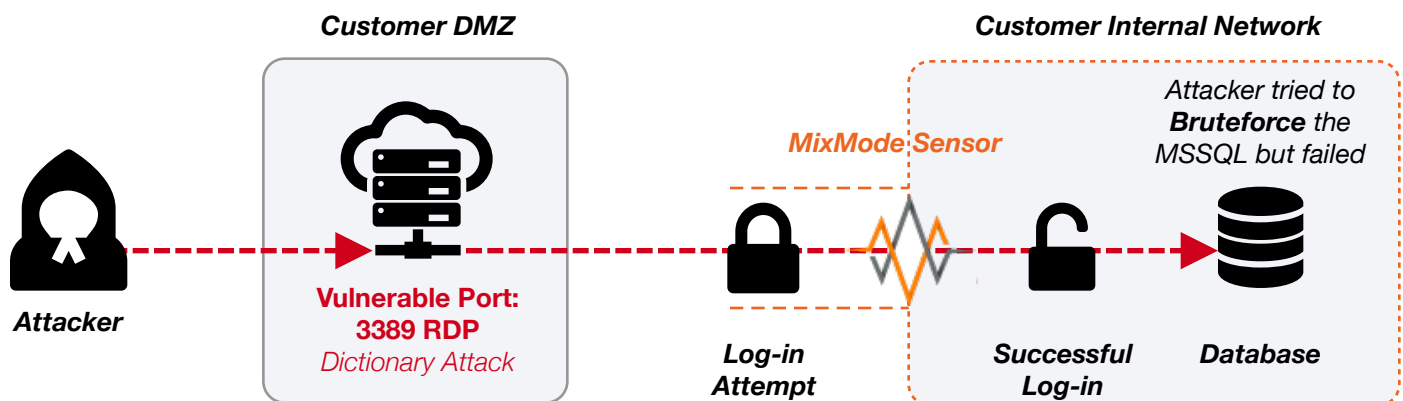 Customer DMZ
Customer Internal Network
Attacker tried to
Bruteforce the
MSSQL but failed
MixMode Sensor
Vulnerable Port:
3389 RDP
Dictionary Attack
Attacker
Log-in
Attempt
Successful
Log-in
Database